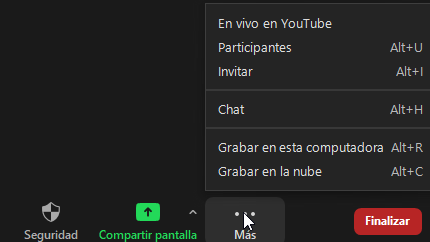 En vivo en YouTube
Participantes Alt+U
Invitar Alt+I
Chat Alt+H
Grabar en esta computadora Alt+R
Grabar en la nube Alt+C
Seguridad Compartir pantalla Más Finalizar